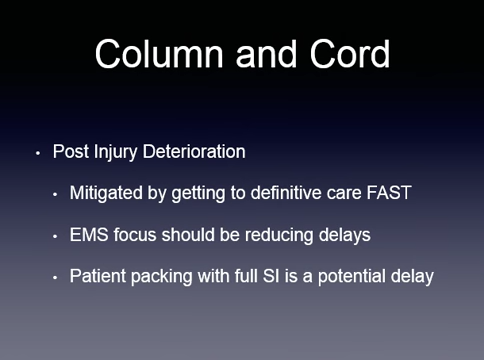 Column and Cord
• Post Injury Deterioration
• Mitigated by getting to definitive care FAST
• EMS focus should be reducing delays
• Patient packing with full SI is a potential delay